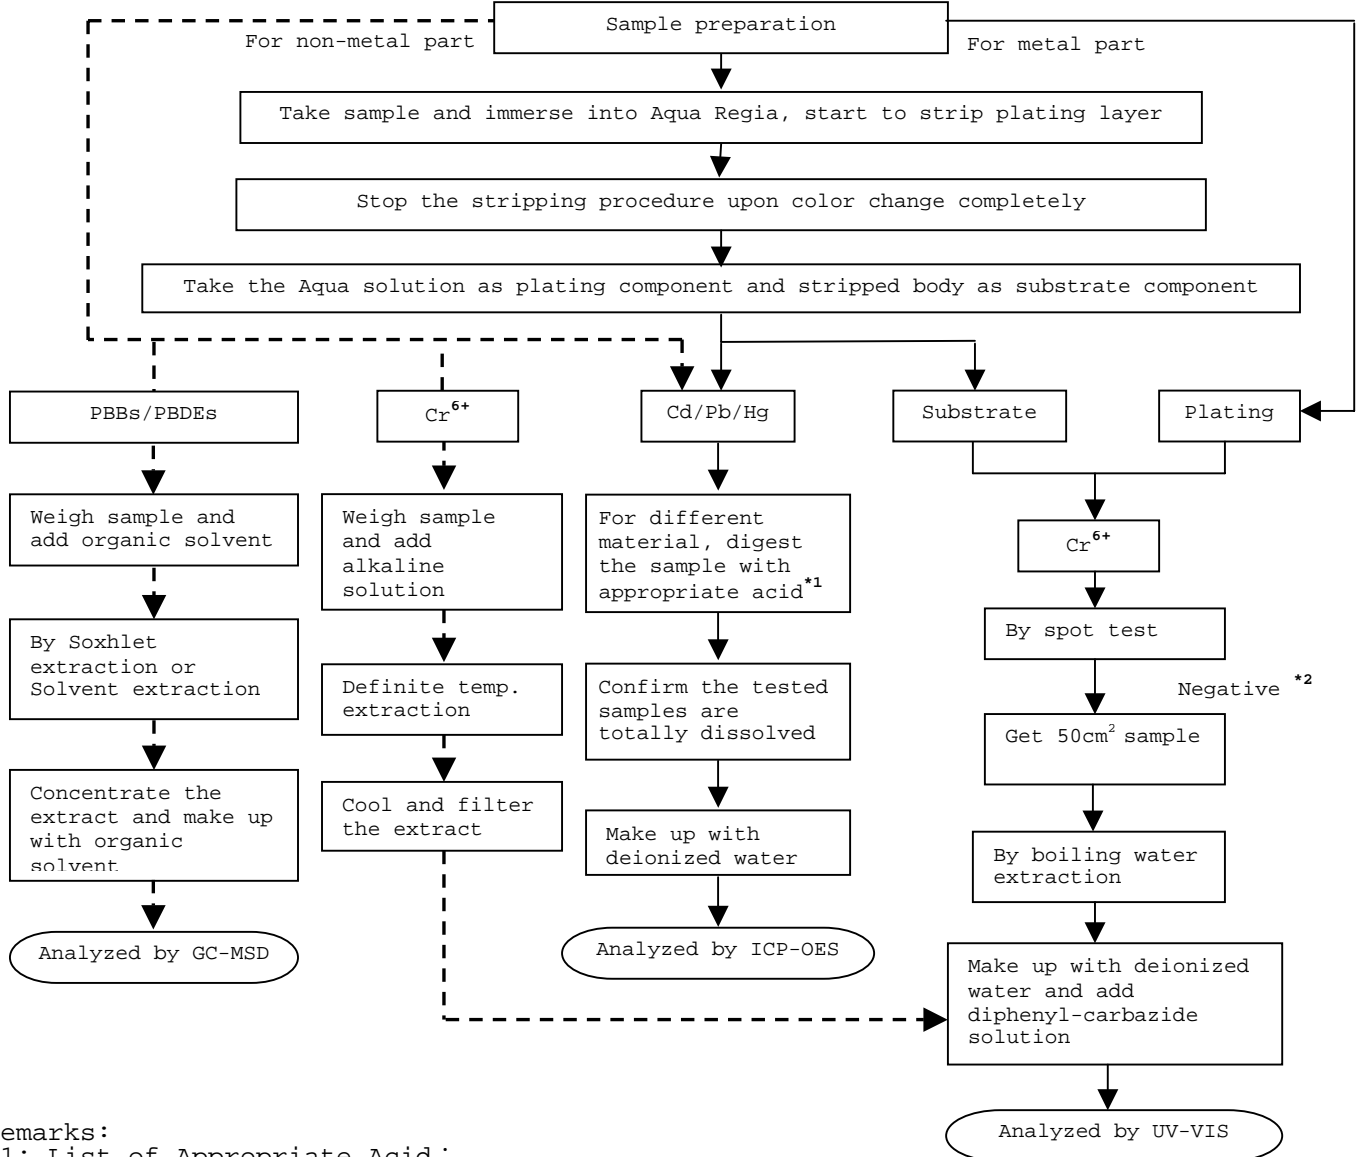 Sample preparation
For non-metal part
For metal part
Take sample and immerse into Aqua Regia, start to strip plating layer
Stop the stripping procedure upon color change completely
Take the Aqua solution as plating component and stripped body as substrate component
PBBs/PBDEs
Cr6+
Cd/Pb/Hg
Substrate
Plating
Weigh sample and
add organic solvent
Weigh sample
and add
alkaline
solution
For different
material, digest
the sample with
appropriate acid*1
Cr6+
By Soxhlet
extraction or
Solvent extraction
Definite temp.
extraction
Confirm the tested
samples are
totally dissolved
By spot test
Negative *2
Get 50cm2 sample
Concentrate the
extract and make up
with organic
solvent
Cool and filter
the extract
Make up with
deionized water
By boiling water
extraction
Analyzed by GC-MSD
Analyzed by ICP-OES
Make up with deionized
water and add
diphenyl-carbazide
solution
Analyzed by UV-VIS
emarks:
1: List of Appropriate Acid: